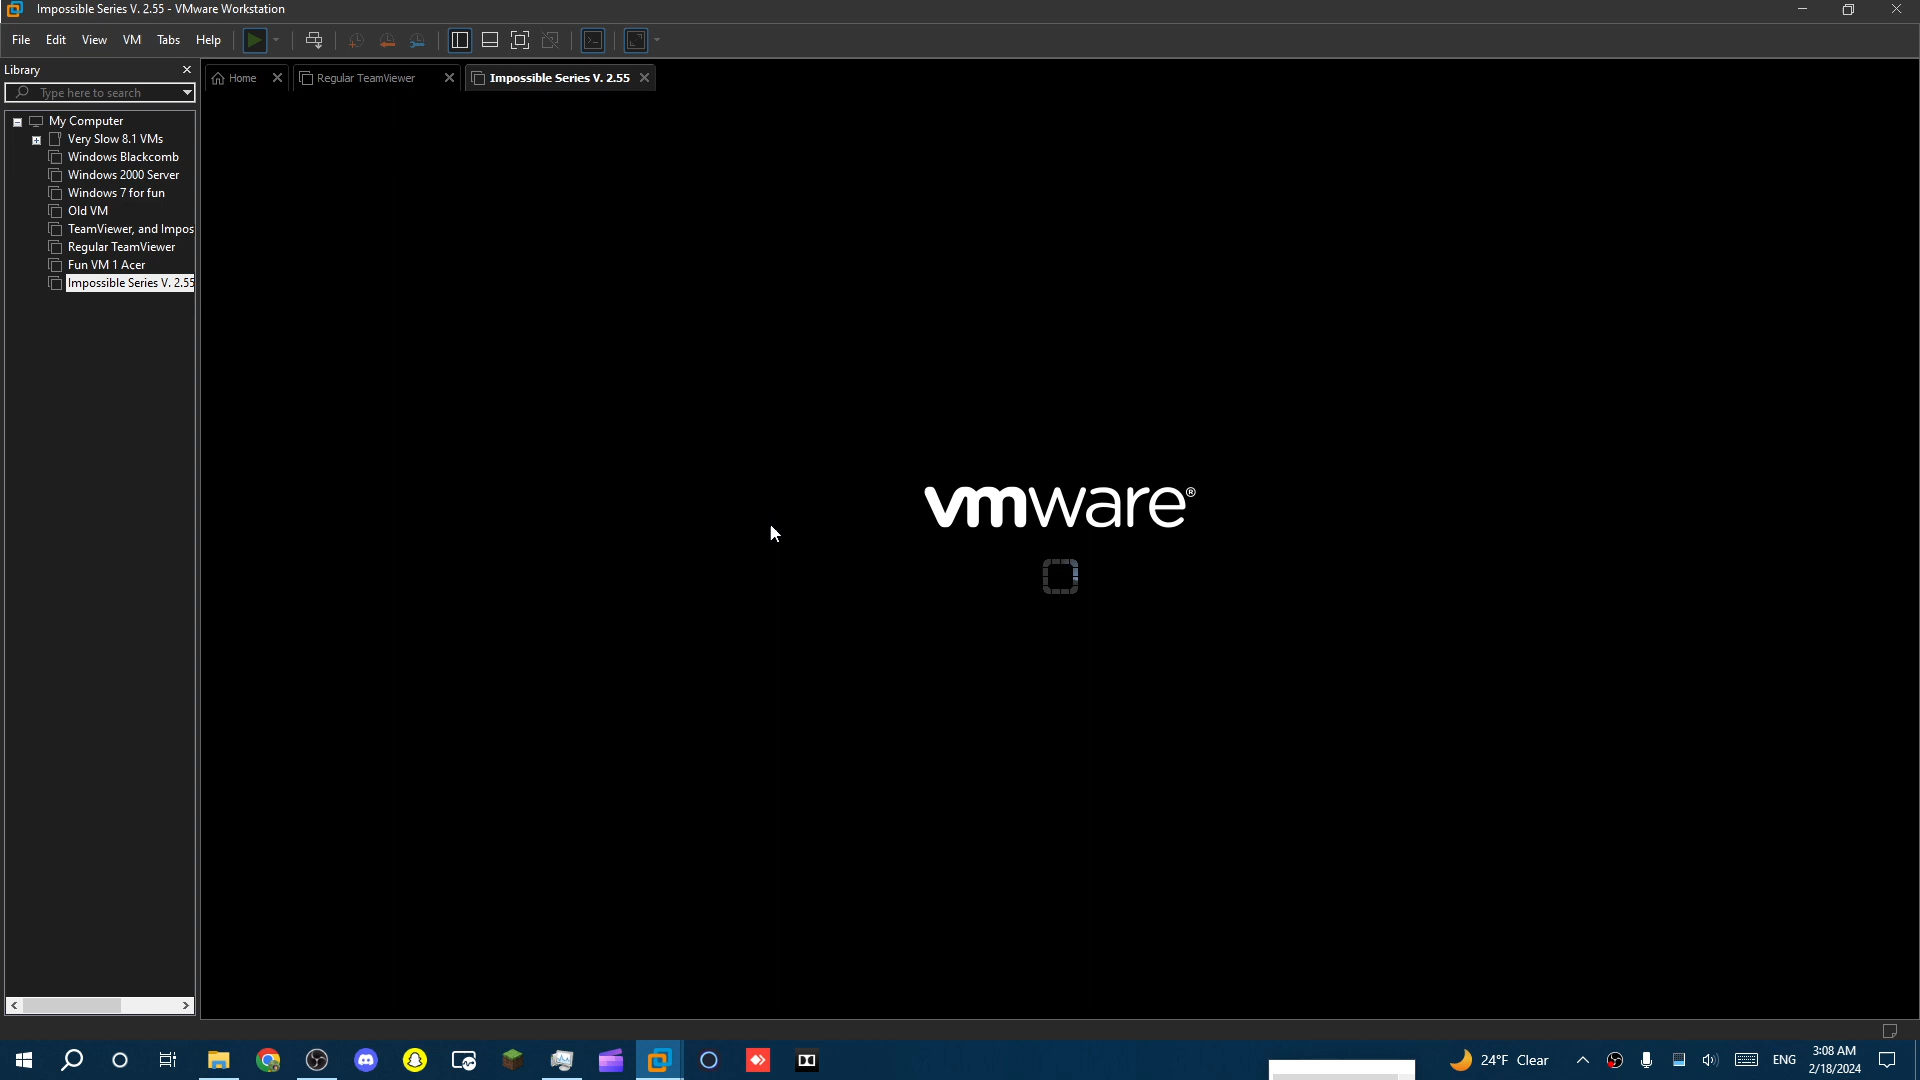 Impossible Series V. 2.55 - VMware Workstation
File Edit View VM Tabs Help
Library
Type here to search
Home
Regular TeamViewer
Impossible Series V. 2.55
My Computer
Very Slow 8.1 VMs
Windows Blackcomb
Windows 2000 Server
Windows 7 for fun
Old VM
TeamViewer, and Impos
Regular TeamViewer
Fun VM 1 Acer
Impossible Series V. 2.55
vmware®
24°F Clear
ENG
3:08 AM
2/18/2024